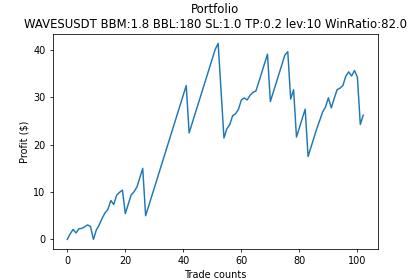 Portfolio
WAVESUSDT BBM:1.8 BBL:180 SL:1.0 TP:0.2 lev:10 WinRatio:82.0
Profit ($)
40
30
20
10
0
0 20 40 60 80 100
Trade counts